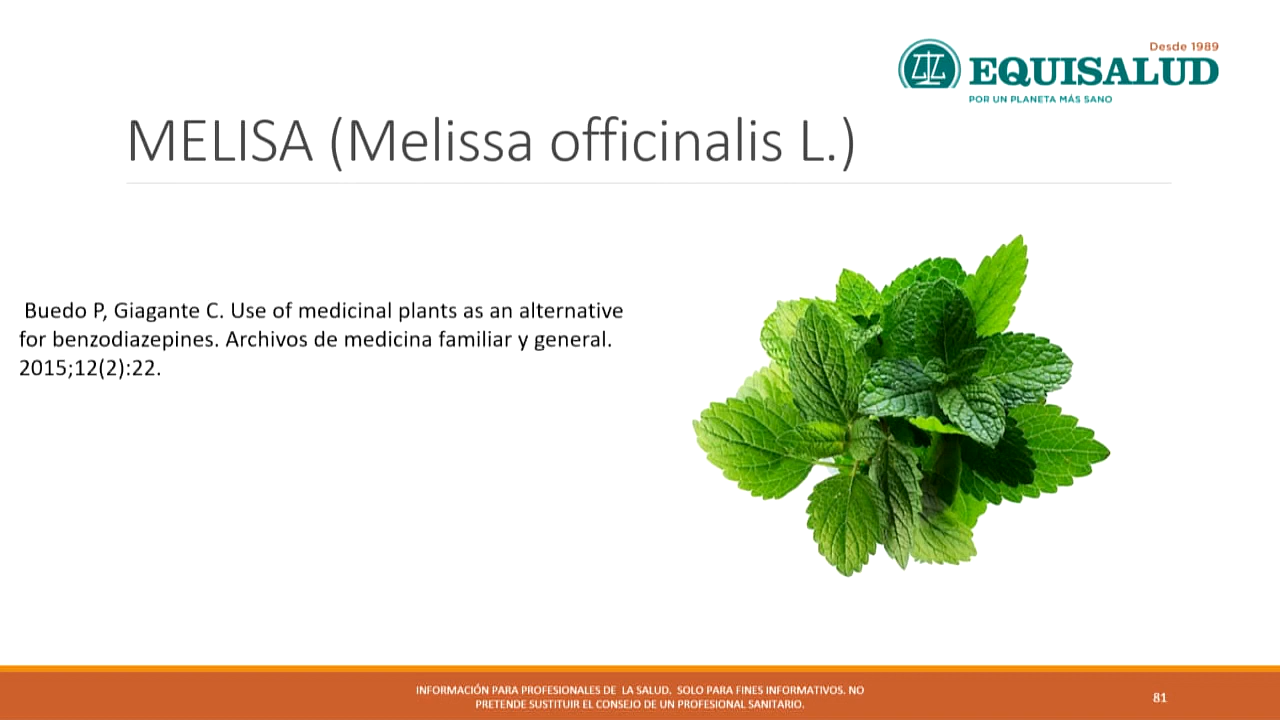 Desde 1989
EQUISALUD
POR UN PLANETA MÁS SANO
MELISA (Melissa officinalis L.)
Buedo P, Giagante C. Use of medicinal plants as an alternative
for benzodiazepines. Archivos de medicina familiar y general.
2015;12(2):22.
INFORMACIÓN PARA PROFESIONALES DE LA SALUD. SOLO PARA FINES INFORMATIVOS. NO
PRETENDE SUSTITUIR EL CONSEJO DE UN PROFESIONAL SANITARIO.
81